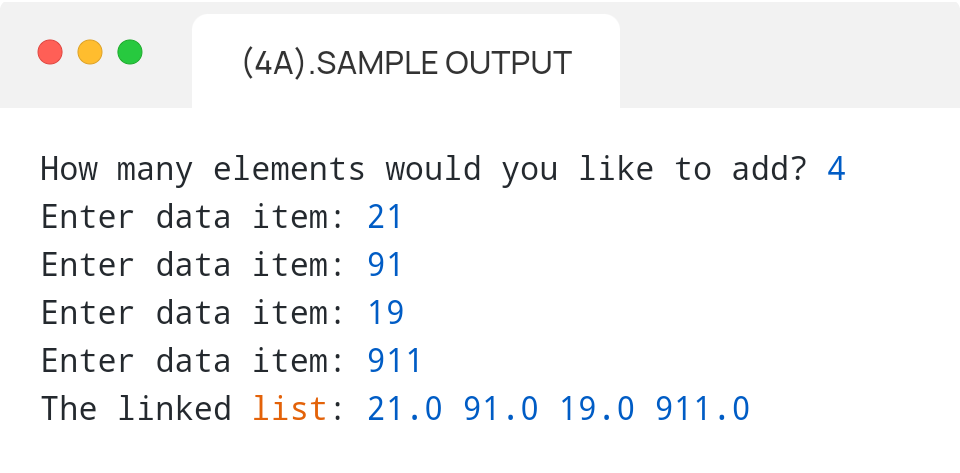 (4A).SAMPLE OUTPUT
How many elements would you like to add? 4
Enter data item: 21
Enter data item: 91
Enter data item: 19
Enter data item: 911
The linked list: 21.0 91.0 19.0 911.0